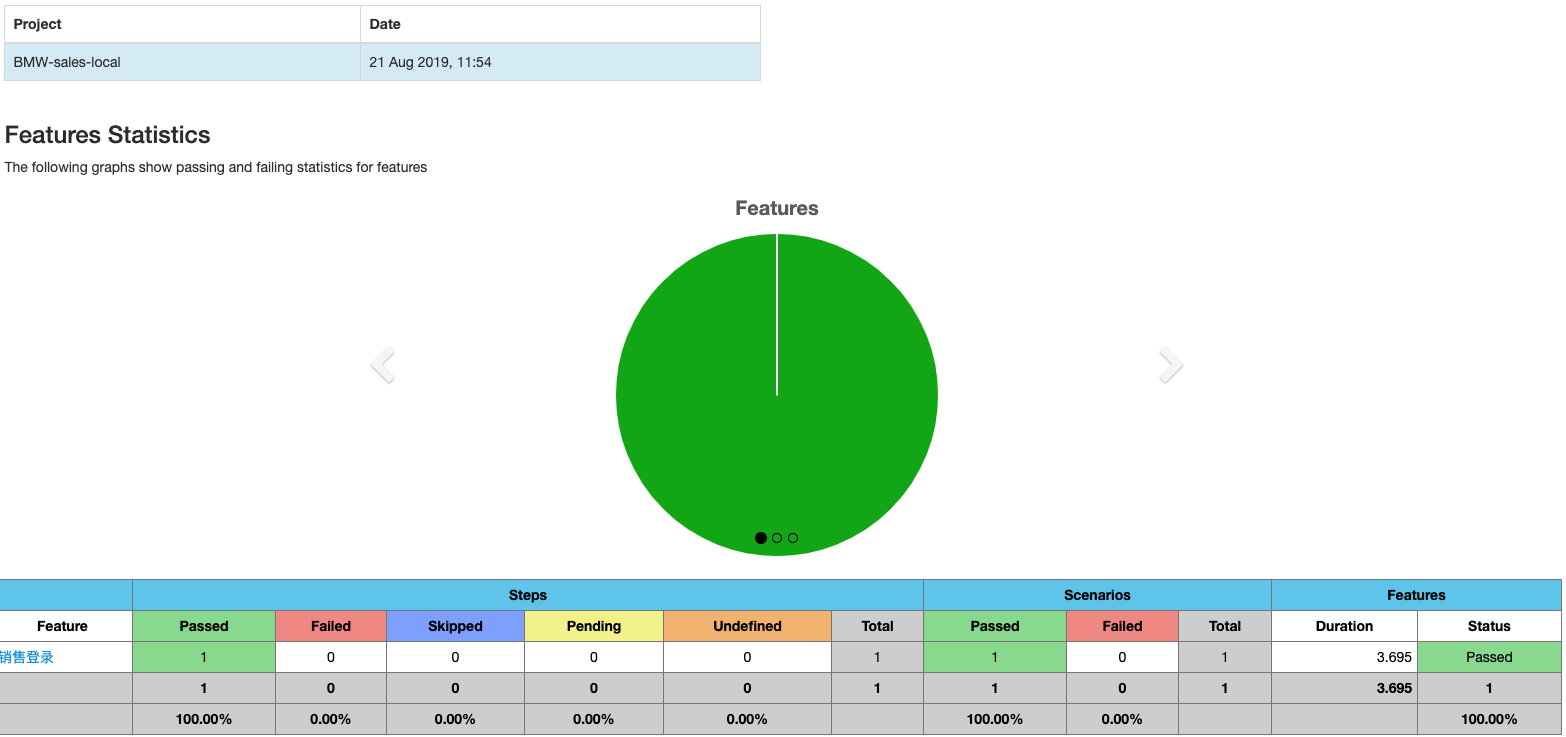 Project Date
BMW-sales-local 21 Aug 2019, 11:54
Features Statistics
The following graphs show passing and failing statistics for features
Features
Steps Scenarios Features
Feature Passed Failed Skipped Pending Undefined Total Passed Failed Total Duration Status
销售登录 1 0 0 0 0 1 1 0 1 3.695 Passed
1 0 0 0 0 1 1 0 1 3.695 1
100.00% 0.00% 0.00% 0.00% 0.00% 100.00% 0.00% 100.00%